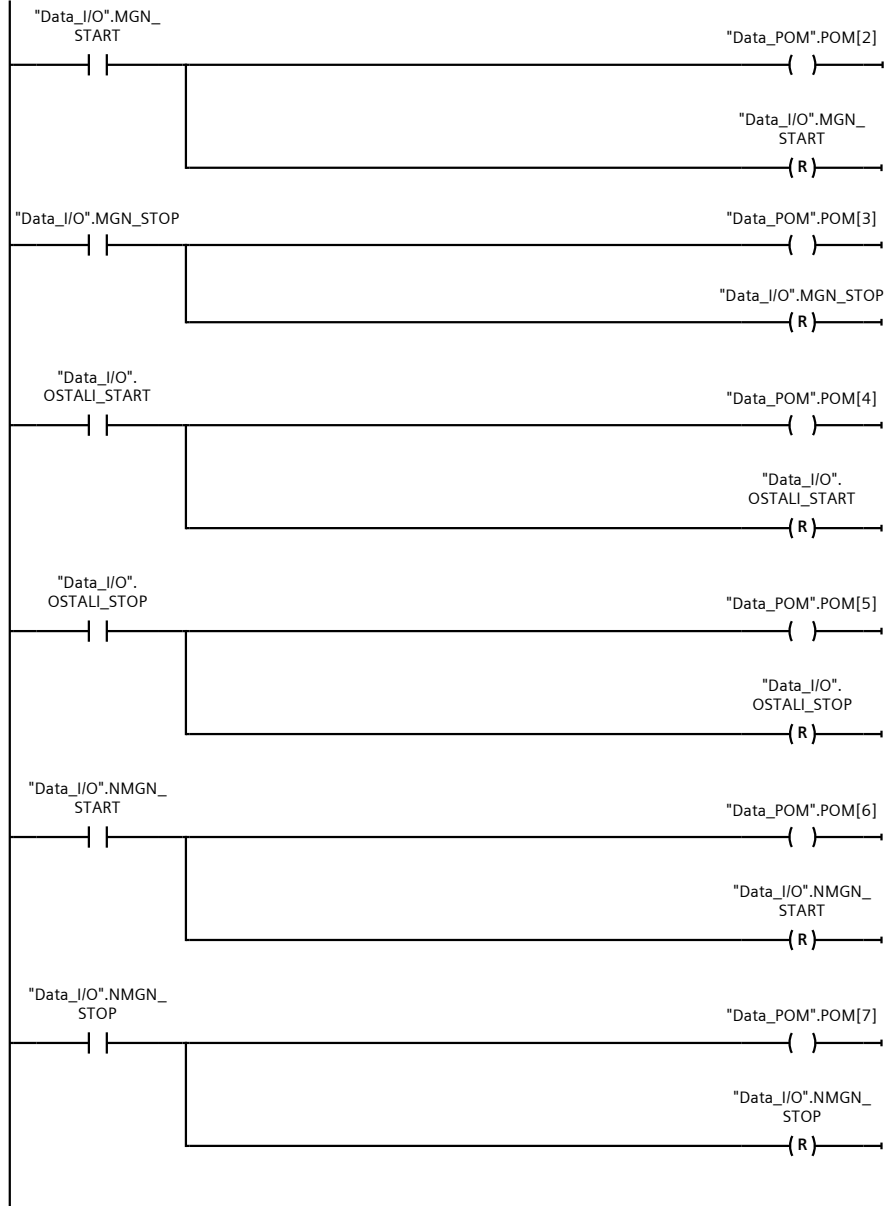 "Data_I/O".MGN_
START
"Data_POM".POM[2]
"Data_I/O".MGN_
START
R
"Data_I/O".MGN_STOP
"Data_POM".POM[3]
"Data_I/O".MGN_STOP
R
"Data_I/O".
OSTALI_START
"Data_POM".POM[4]
"Data_I/O".
OSTALI_START
R
"Data_I/O".
OSTALI_STOP
"Data_POM".POM[5]
"Data_I/O".
OSTALI_STOP
R
"Data_I/O".NMGN_
START
"Data_POM".POM[6]
"Data_I/O".NMGN_
START
R
"Data_I/O".NMGN_
STOP
"Data_POM".POM[7]
"Data_I/O".NMGN_
STOP
R